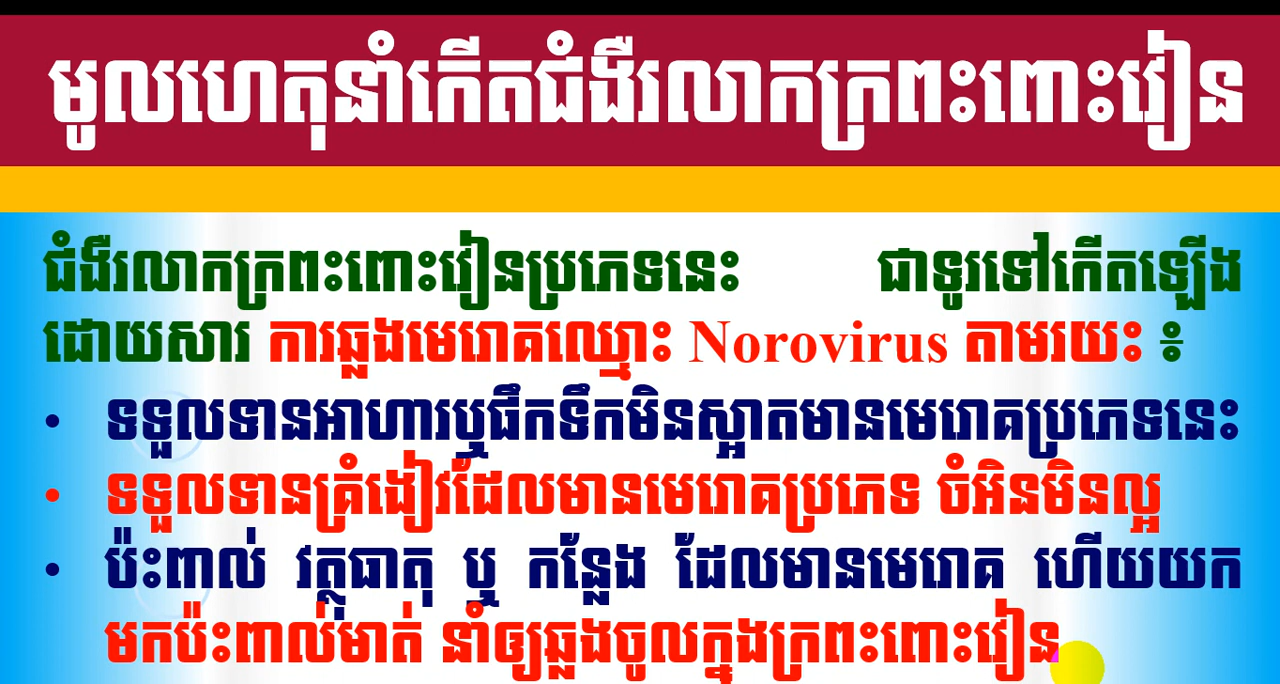 មូលហេតុនាំកើតជំងឺរលាកក្រពះពោះវៀន
ជំងឺរលាកក្រពះពោះវៀនប្រភេទនេះ ជាទូរទៅកើតឡើង
ដោយសារ ការឆ្លងមេរោគឈ្មោះ Norovirus តាមរយះ ៖
• ទទួលទានអាហារឬផឹកទឹកមិនស្អាតមានមេរោគប្រភេទនេះ
• ទទួលទានគ្រំងៀវដែលមានមេរោគប្រភេទ ចំអិនមិនល្អ
• ប៉ះពាល់ វត្ថុធាតុ ឬ កន្លែង ដែលមានមេរោគ ហើយយក
មកប៉ះពាល់មាត់ នាំឲ្យឆ្លងចូលក្នុងក្រពះពោះវៀន